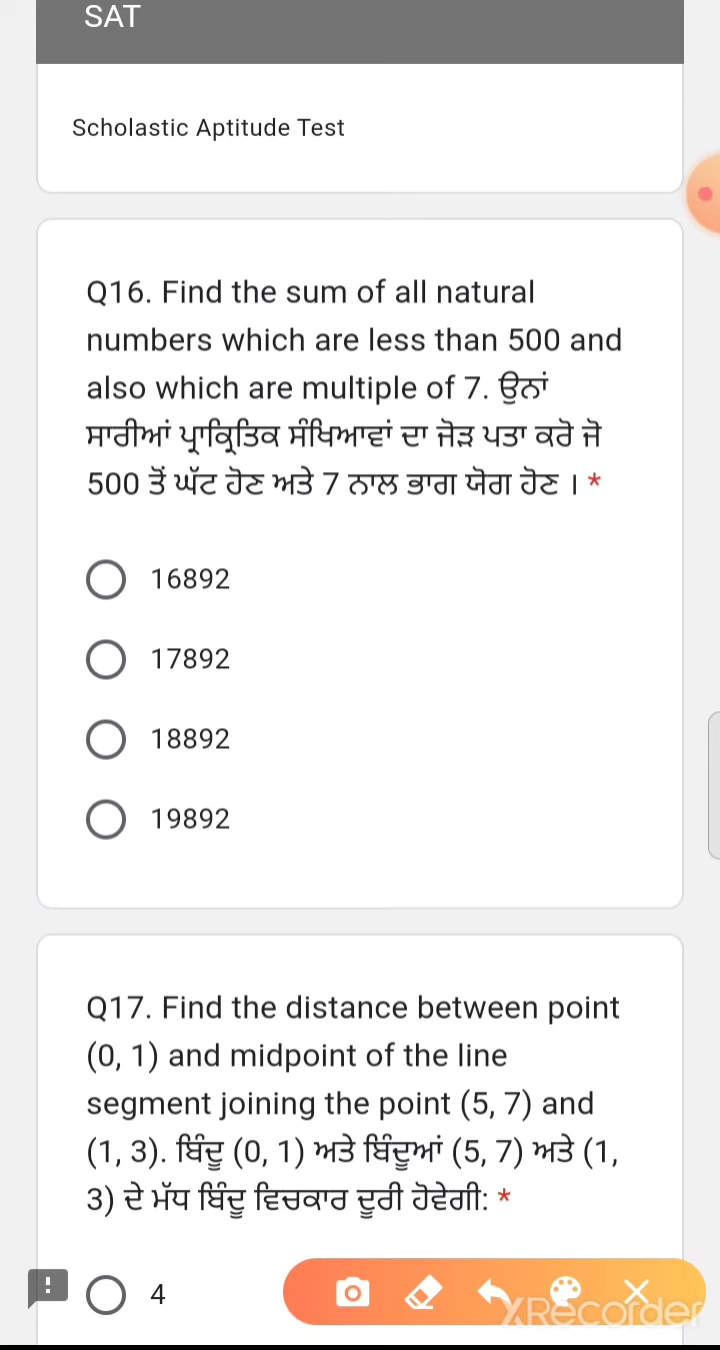 SAT
Scholastic Aptitude Test
Q16. Find the sum of all natural
numbers which are less than 500 and
also which are multiple of 7. ਉਨਾਂ
ਸਾਰੀਆਂ ਪ੍ਰਾਕ੍ਰਿਤਿਕ ਸੰਖਿਆਵਾਂ ਦਾ ਜੋੜ ਪਤਾ ਕਰੋ ਜੋ
500 ਤੋਂ ਘੱਟ ਹੋਣ ਅਤੇ 7 ਨਾਲ ਭਾਗ ਯੋਗ ਹੋਣ । *
16892
17892
18892
19892
Q17. Find the distance between point
(0, 1) and midpoint of the line
segment joining the point (5, 7) and
(1, 3). ਬਿੰਦੂ (0, 1) ਅਤੇ ਬਿੰਦੂਆਂ (5, 7) ਅਤੇ (1,
3) ਦੇ ਮੱਧ ਬਿੰਦੂ ਵਿਚਕਾਰ ਦੂਰੀ ਹੋਵੇਗੀ: *
4
XRecorder